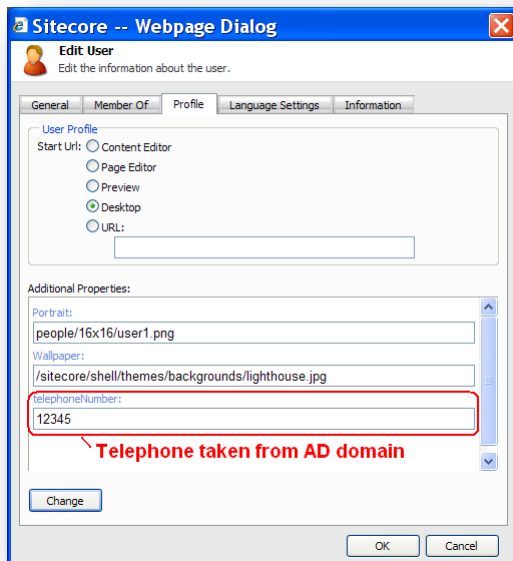 Sitecore -- Webpage Dialog
Edit User
Edit the information about the user.
General Member Of Profile Language Settings Information
User Profile
Start Url: Content Editor
Page Editor
Preview
Desktop
URL:
Additional Properties:
Portrait:
people/16x16/user1.png
Wallpaper:
/sitecore/shell/themes/backgrounds/lighthouse.jpg
telephoneNumber:
12345
Telephone taken from AD domain
Change
OK Cancel